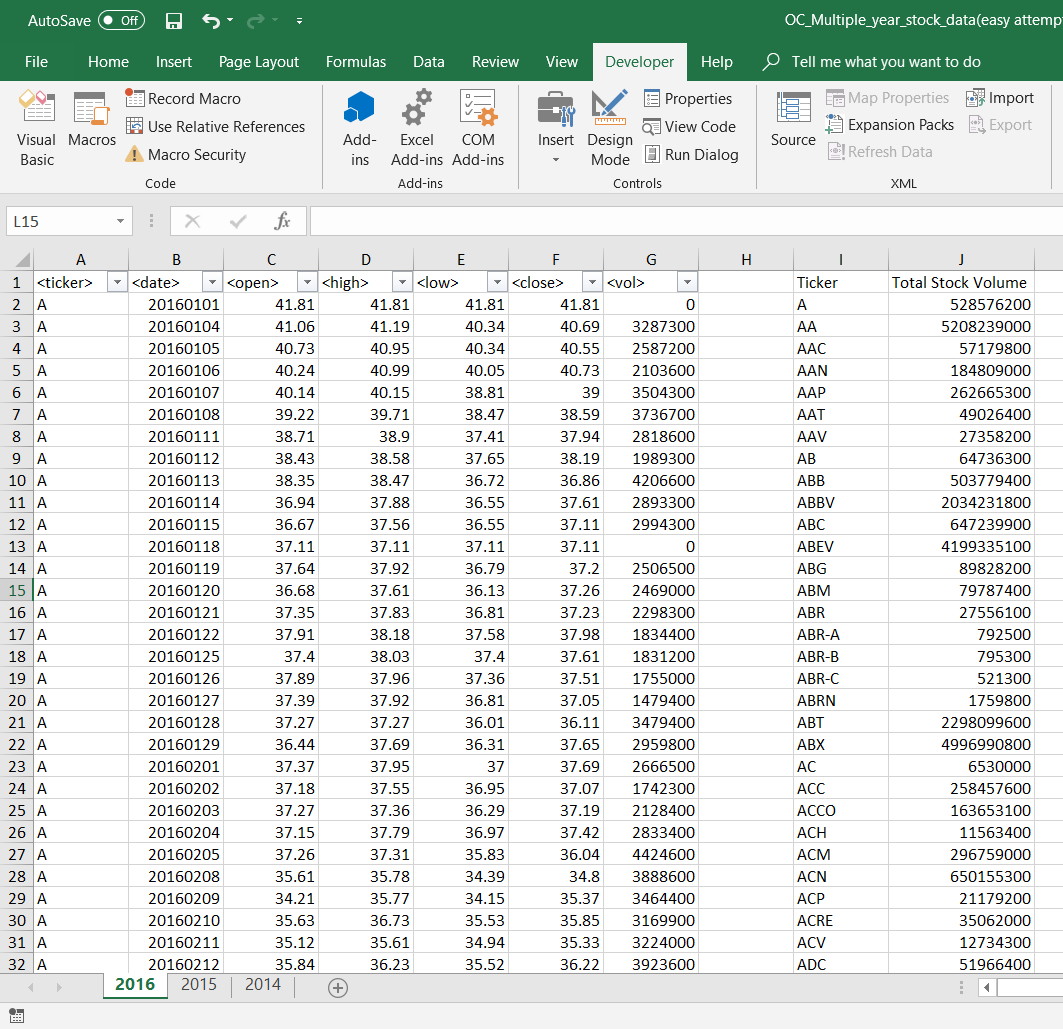 AutoSave Off OC_Multiple_year_stock_data(easy attemp
File Home Insert Page Layout Formulas Data Review View Developer Help Tell me what you want to do
Visual Basic
Macros
Record Macro
Use Relative References
Macro Security
Code
Add-ins
Excel Add-ins
COM Add-ins
Add-ins
Insert
Design Mode
Properties
View Code
Run Dialog
Controls
Source
Map Properties
Expansion Packs
Refresh Data
Import
Export
XML
L15 fx
A B C D E F G H I J
1 <ticker> <date> <open> <high> <low> <close> <vol> Ticker Total Stock Volume
2 A 20160101 41.81 41.81 41.81 41.81 0 A 528576200
3 A 20160104 41.06 41.19 40.34 40.69 3287300 AA 5208239000
4 A 20160105 40.73 40.95 40.34 40.55 2587200 AAC 57179800
5 A 20160106 40.24 40.99 40.05 40.73 2103600 AAN 184809000
6 A 20160107 40.14 40.15 38.81 39 3504300 AAP 262665300
7 A 20160108 39.22 39.71 38.47 38.59 3736700 AAT 49026400
8 A 20160111 38.71 38.9 37.41 37.94 2818600 AAV 27358200
9 A 20160112 38.43 38.58 37.65 38.19 1989300 AB 64736300
10 A 20160113 38.35 38.47 36.72 36.86 4206600 ABB 503779400
11 A 20160114 36.94 37.88 36.55 37.61 2893300 ABBV 2034231800
12 A 20160115 36.67 37.56 36.55 37.11 2994300 ABC 647239900
13 A 20160118 37.11 37.11 37.11 37.11 0 ABEV 4199335100
14 A 20160119 37.64 37.92 36.79 37.2 2506500 ABG 89828200
15 A 20160120 36.68 37.61 36.13 37.26 2469000 ABM 79787400
16 A 20160121 37.35 37.83 36.81 37.23 2298300 ABR 27556100
17 A 20160122 37.91 38.18 37.58 37.98 1834400 ABR-A 792500
18 A 20160125 37.4 38.03 37.4 37.61 1831200 ABR-B 795300
19 A 20160126 37.89 37.96 37.36 37.51 1755000 ABR-C 521300
20 A 20160127 37.39 37.92 36.81 37.05 1479400 ABRN 1759800
21 A 20160128 37.27 37.27 36.01 36.11 3479400 ABT 2298099600
22 A 20160129 36.44 37.69 36.31 37.65 2959800 ABX 4996990800
23 A 20160201 37.37 37.95 37 37.69 2666500 AC 6530000
24 A 20160202 37.18 37.55 36.95 37.07 1742300 ACC 258457600
25 A 20160203 37.27 37.36 36.29 37.19 2128400 ACCO 163653100
26 A 20160204 37.15 37.79 36.97 37.42 2833400 ACH 11563400
27 A 20160205 37.26 37.31 35.83 36.04 4424600 ACM 296759000
28 A 20160208 35.61 35.78 34.39 34.8 3888600 ACN 650155300
29 A 20160209 34.21 35.77 34.15 35.37 3464400 ACP 21179200
30 A 20160210 35.63 36.73 35.53 35.85 3169900 ACRE 35062000
31 A 20160211 35.12 35.61 34.94 35.33 3224000 ACV 12734300
32 A 20160212 35.84 36.23 35.52 36.22 3923600 ADC 51966400
2016 2015 2014